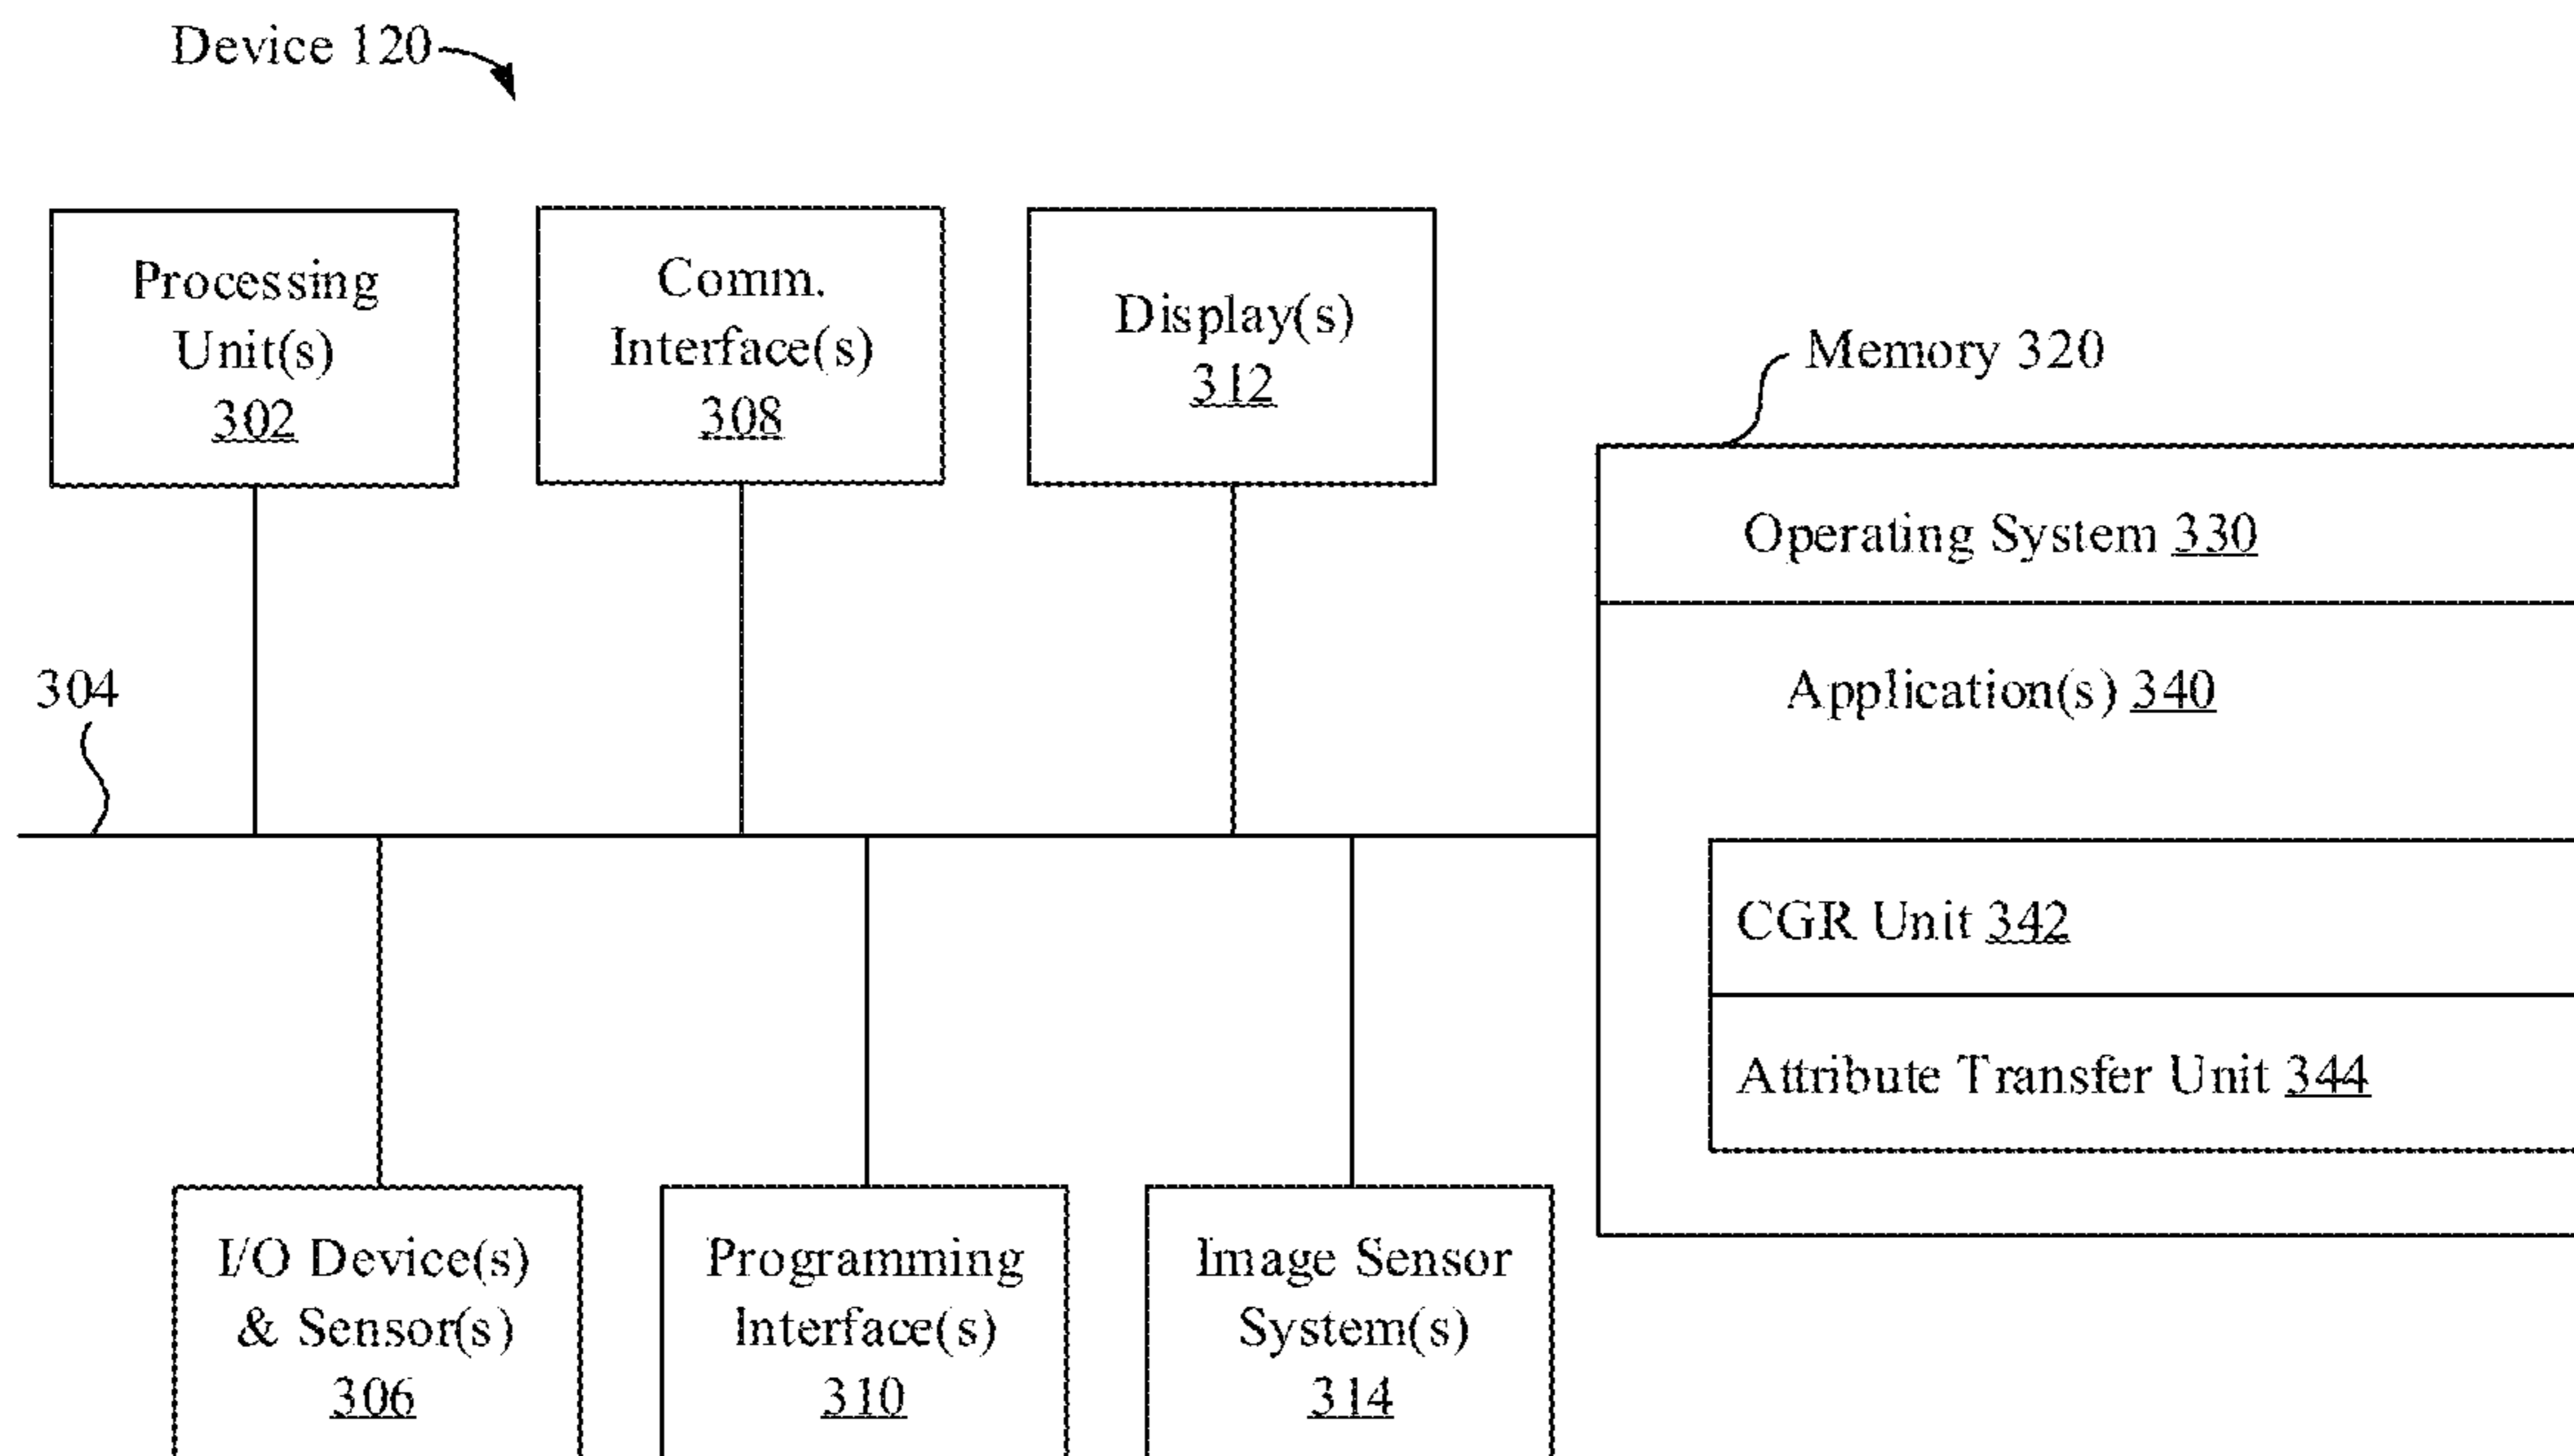 Device 120
Processing
Unit(s)
302
Comm.
Interface(s)
308
Display(s)
312
Memory 320
Operating System 330
Application(s) 340
304
CGR Unit 342
Attribute Transfer Unit 344
I/O Device(s)
& Sensor(s)
306
Programming
Interface(s)
310
Image Sensor
System(s)
314